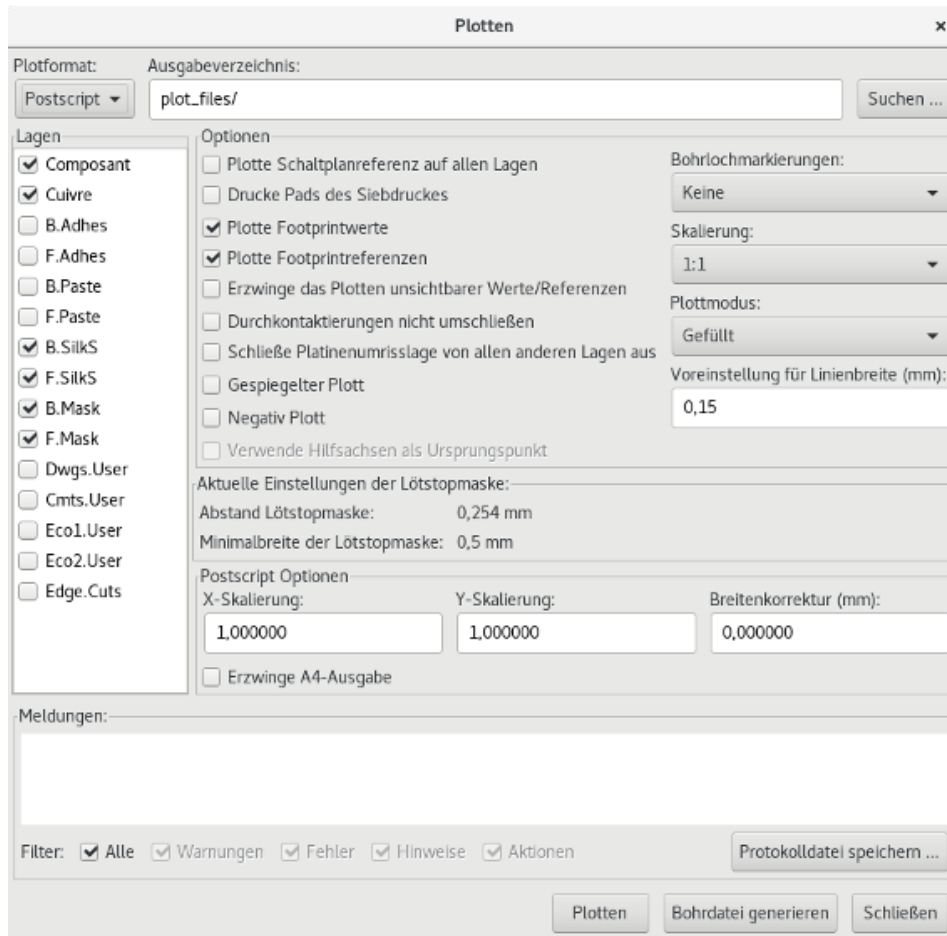 Plotten
Plotformat:
Ausgabeverzeichnis:
Postscript
plot_files/
Suchen ...
Lagen
Composant
Cuivre
B.Adhes
F.Adhes
B.Paste
F.Paste
B.SilkS
F.SilkS
B.Mask
F.Mask
Dwgs.User
Cmts.User
Eco1.User
Eco2.User
Edge.Cuts
Optionen
Plotte Schaltplanreferenz auf allen Lagen
Drucke Pads des Siebdruckes
Plotte Footprintwerte
Plotte Footprintreferenzen
Erzwinge das Plotten unsichtbarer Werte/Referenzen
Durchkontaktierungen nicht umschließen
Schließe Platinenumrisslage von allen anderen Lagen aus
Gespiegelter Plott
Negativ Plott
Verwende Hilfsachsen als Ursprungspunkt
Bohrlochmarkierungen:
Keine
Skalierung:
1:1
Plottmodus:
Gefüllt
Voreinstellung für Linienbreite (mm):
0,15
Aktuelle Einstellungen der Lötstopmaske:
Abstand Lötstopmaske: 0,254 mm
Minimalbreite der Lötstopmaske: 0,5 mm
Postscript Optionen
X-Skalierung:
1,000000
Y-Skalierung:
1,000000
Breitenkorrektur (mm):
0,000000
Erzwinge A4-Ausgabe
Meldungen:
Filter: Alle Warnungen Fehler Hinweise Aktionen
Protokolldatei speichern ...
Plotten
Bohrdatei generieren
Schließen